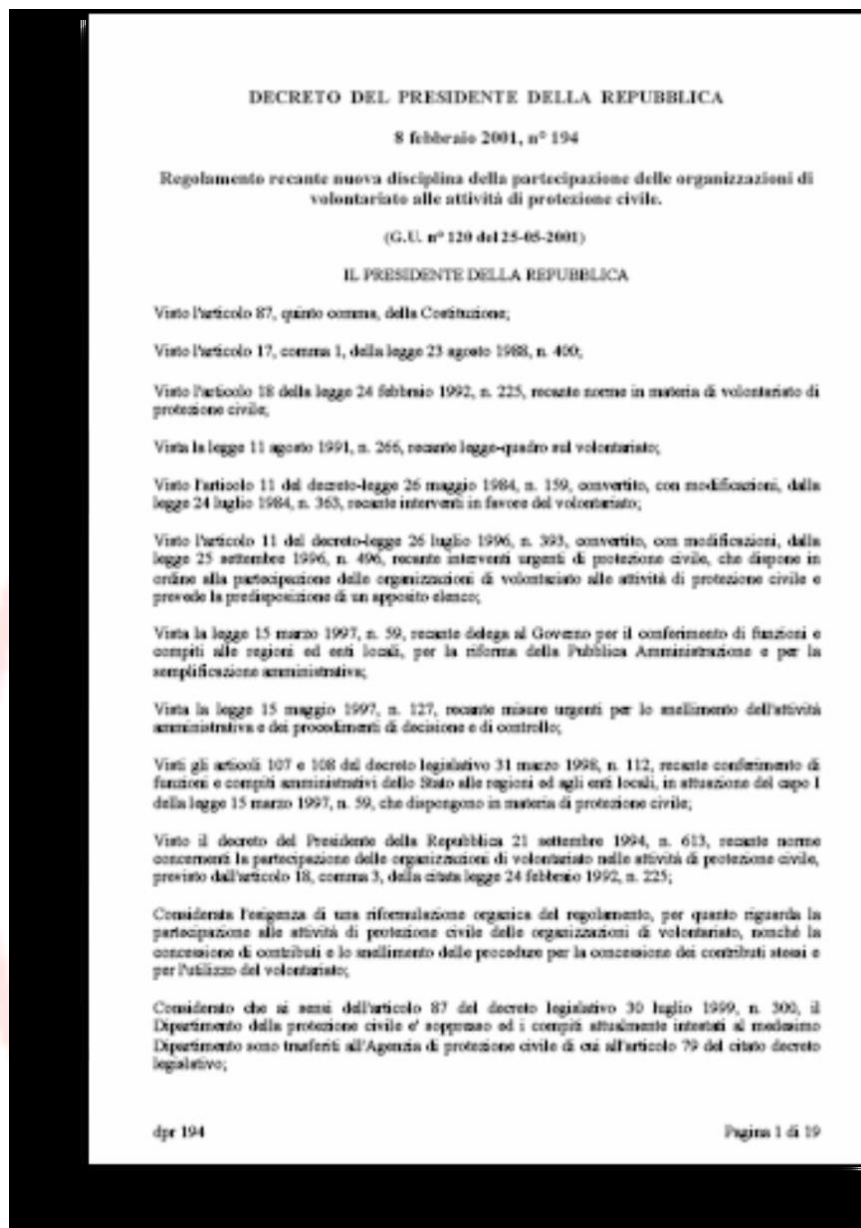 DECRETO DEL PRESIDENTE DELLA REPUBBLICA
8 febbraio 2001, n° 194
Regolamento recante nuova disciplina della partecipazione delle organizzazioni di
volontariato alle attività di protezione civile.
(G.U. n° 120 del 25-05-2001)
IL PRESIDENTE DELLA REPUBBLICA
Visto l'articolo 87, quinto comma, della Costituzione;
Visto l'articolo 17, comma 1, della legge 23 agosto 1988, n. 400;
Visto l'articolo 18 della legge 24 febbraio 1992, n. 225, recante norme in materia di volontariato di
protezione civile;
Vista la legge 11 agosto 1991, n. 266, recante legge-quadro sul volontariato;
Visto l'articolo 11 del decreto-legge 26 maggio 1984, n. 159, convertito, con modificazioni, dalla
legge 24 luglio 1984, n. 363, recante interventi in favore del volontariato;
Visto l'articolo 11 del decreto-legge 26 luglio 1996, n. 393, convertito, con modificazioni, dalla
legge 25 settembre 1996, n. 496, recante interventi urgenti di protezione civile, che dispone in
ordine alla partecipazione delle organizzazioni di volontariato alle attività di protezione civile e
prevede la predisposizione di un apposito elenco;
Vista la legge 15 marzo 1997, n. 59, recante delega al Governo per il conferimento di funzioni e
compiti alle regioni ed enti locali, per la riforma della Pubblica Amministrazione e per la
semplificazione amministrativa;
Vista la legge 15 maggio 1997, n. 127, recante misure urgenti per lo snellimento dell'attività
amministrativa e dei procedimenti di decisione e di controllo;
Visti gli articoli 107 e 108 del decreto legislativo 31 marzo 1998, n. 112, recante conferimento di
funzioni e compiti amministrativi dello Stato alle regioni ed agli enti locali, in attuazione del capo I
della legge 15 marzo 1997, n. 59, che dispongono in materia di protezione civile;
Visto il decreto del Presidente della Repubblica 21 settembre 1994, n. 613, recante norme
concernenti la partecipazione delle organizzazioni di volontariato nelle attività di protezione civile,
previsto dall'articolo 18, comma 3, della citata legge 24 febbraio 1992, n. 225;
Considerata l'esigenza di una riformulazione organica del regolamento, per quanto riguarda la
partecipazione alle attività di protezione civile delle organizzazioni di volontariato, nonché la
concessione di contributi e lo snellimento delle procedure per la concessione dei contributi stessi e
per l'utilizzo del volontariato;
Considerato che ai sensi dell'articolo 87 del decreto legislativo 30 luglio 1999, n. 300, il
Dipartimento della protezione civile e' soppresso ed i compiti attualmente intestati al medesimo
Dipartimento sono trasferiti all'Agenzia di protezione civile di cui all'articolo 79 del citato decreto
legislativo;
dpr 194
Pagina 1 di 19